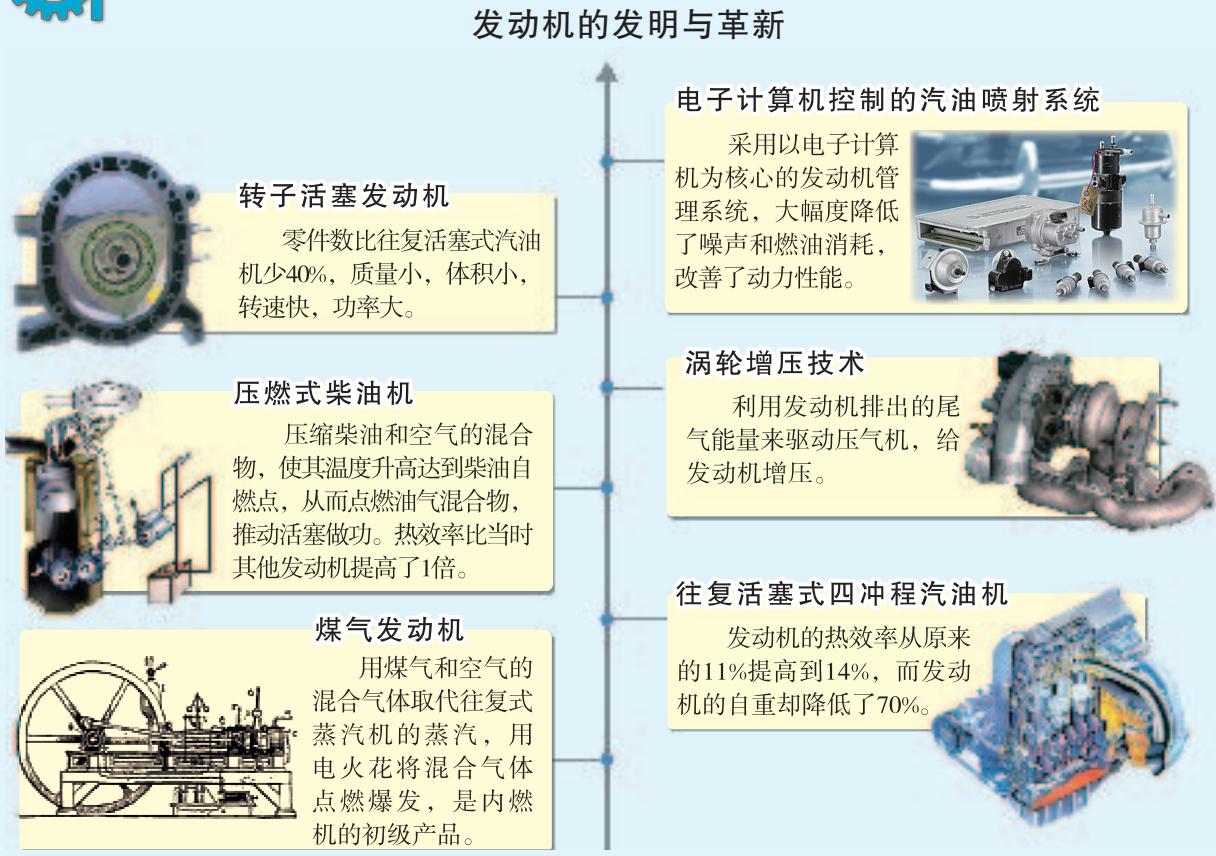 发动机的发明与革新
电子计算机控制的汽油喷射系统
采用以电子计算
机为核心的发动机管
理系统，大幅度降低
了噪声和燃油消耗，
改善了动力性能。
转子活塞发动机
零件数比往复活塞式汽油
机少40%，质量小，体积小，
转速快，功率大。
涡轮增压技术
利用发动机排出的尾
气能量来驱动压气机，给
发动机增压。
压燃式柴油机
压缩柴油和空气的混合
物，使其温度升高达到柴油自
燃点，从而点燃油气混合物，
推动活塞做功。热效率比当时
其他发动机提高了1倍。
往复活塞式四冲程汽油机
发动机的热效率从原来
的11%提高到14%，而发动
机的自重却降低了70%。
煤气发动机
用煤气和空气的
混合气体取代往复式
蒸汽机的蒸汽，用
电火花将混合气体
点燃爆发，是内燃
机的初级产品。